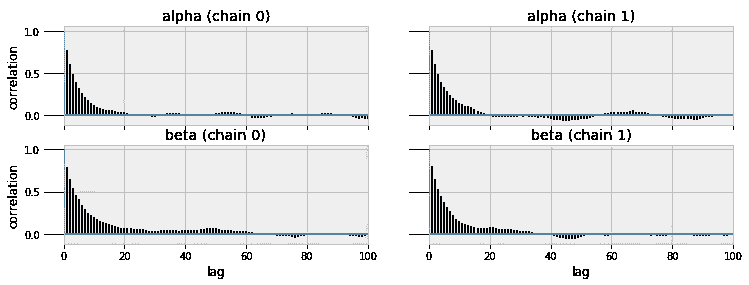 alpha (chain 0)
alpha (chain 1)
1.0
0.5
0.0
correlation
beta (chain 0)
beta (chain 1)
1.0
0.5
0.0
correlation
0 20 40 60 80 100
0 20 40 60 80 100
lag
lag